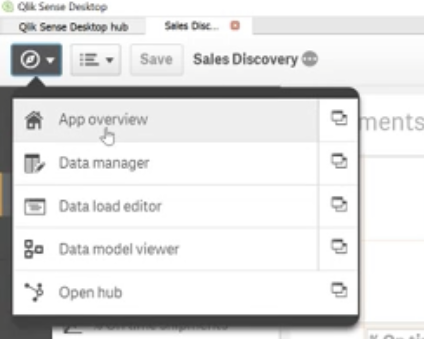 Qlik Sense Desktop
Qlik Sense Desktop hub
Sales Disc...
Save
Sales Discovery
App overview
Data manager
Data load editor
Data model viewer
Open hub